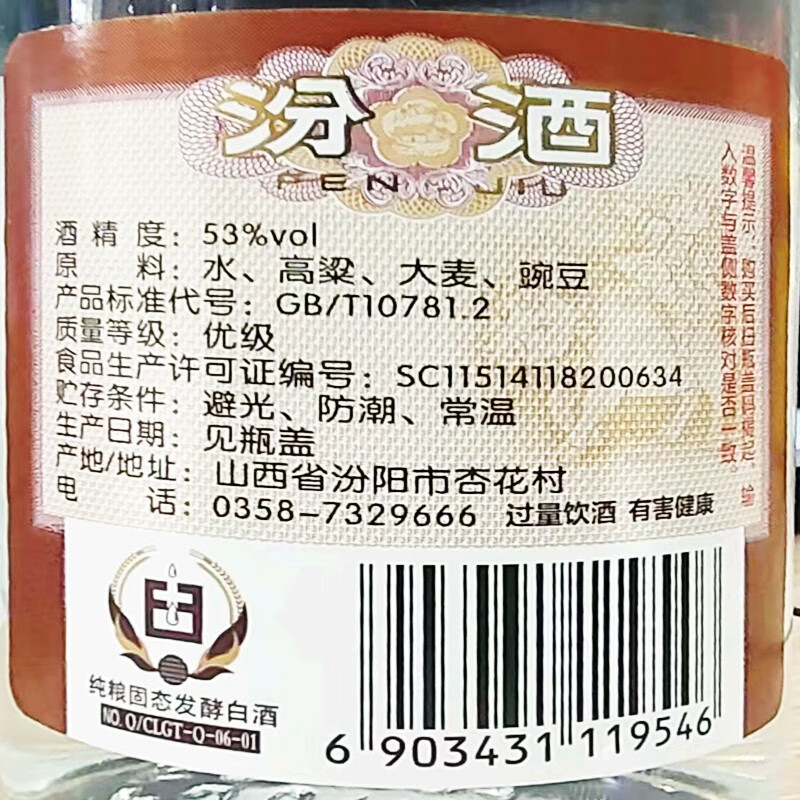 汾酒
FEN JIU
酒精度：53%vol
原料：水、高粱、大麦、豌豆
产品标准代号：GB/T10781.2
质量等级：优级
食品生产许可证编号：SC11514118200634
贮存条件：避光、防潮、常温
生产日期：见瓶盖
产地/地址：山西省汾阳市杏花村
电话：0358-7329666 过量饮酒 有害健康
温馨提示：购买后扫瓶盖码揭起，输
入数字与盖侧数字核对是否一致。
纯粮固态发酵白酒
NO.Q/CLGT-Q-06-01
6 903431 119546